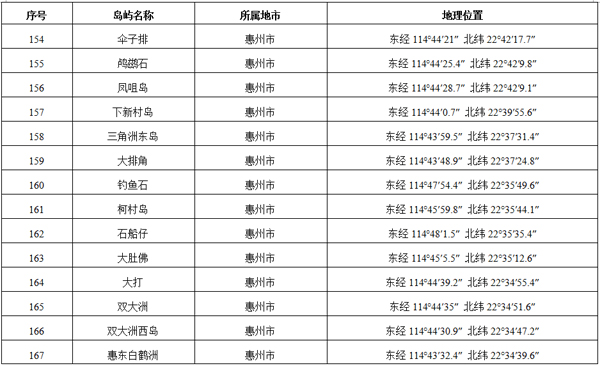 序号 岛屿名称 所属地市 地理位置
154 伞子排 惠州市 东经 114°44′21″ 北纬 22°42′17.7″
155 鸬鹚石 惠州市 东经 114°44′25.4″ 北纬 22°42′9.8″
156 凤咀岛 惠州市 东经 114°44′28.7″ 北纬 22°42′9.1″
157 下新村岛 惠州市 东经 114°44′0.7″ 北纬 22°39′55.6″
158 三角洲东岛 惠州市 东经 114°43′59.5″ 北纬 22°37′31.4″
159 大排角 惠州市 东经 114°43′48.9″ 北纬 22°37′24.8″
160 钓鱼石 惠州市 东经 114°47′54.4″ 北纬 22°35′49.6″
161 柯村岛 惠州市 东经 114°45′59.8″ 北纬 22°35′44.1″
162 石船仔 惠州市 东经 114°48′1.5″ 北纬 22°35′35.4″
163 大肚佛 惠州市 东经 114°45′5.5″ 北纬 22°35′12.6″
164 大打 惠州市 东经 114°44′39.2″ 北纬 22°34′55.4″
165 双大洲 惠州市 东经 114°44′35″ 北纬 22°34′51.6″
166 双大洲西岛 惠州市 东经 114°44′30.9″ 北纬 22°34′47.2″
167 惠东白鹤洲 惠州市 东经 114°43′32.4″ 北纬 22°34′39.6″